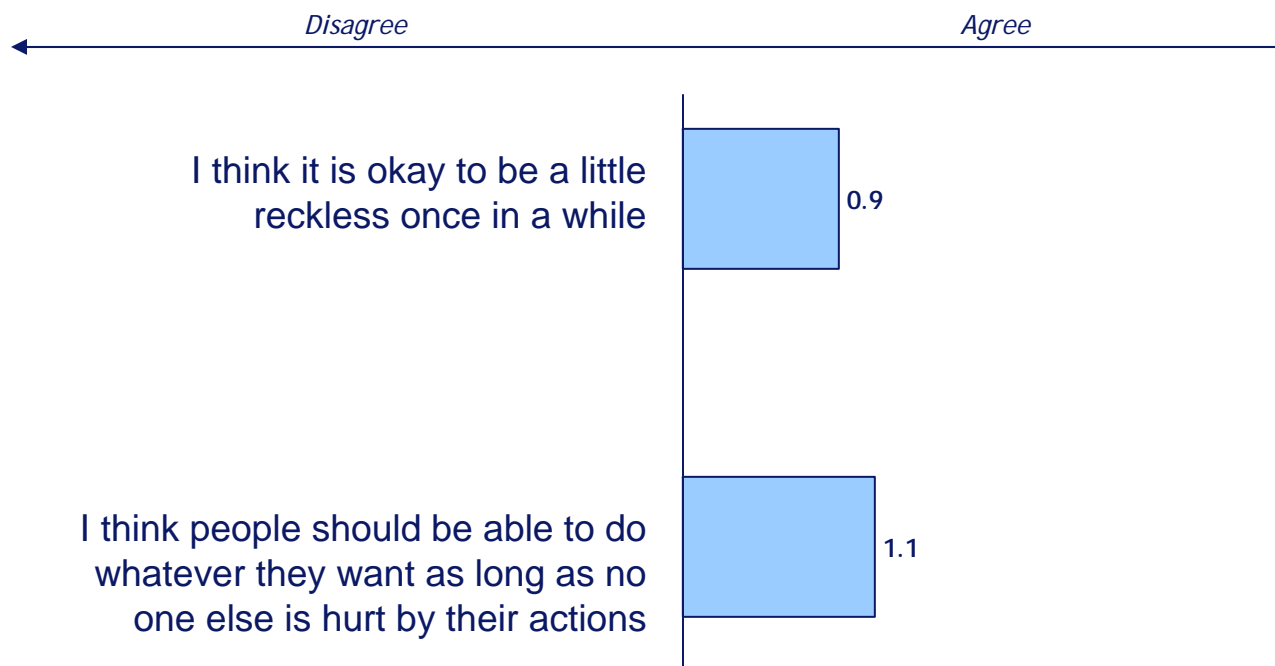 Disagree
Agree
I think it is okay to be a little
reckless once in a while
0.9
I think people should be able to do
whatever they want as long as no
one else is hurt by their actions
1.1